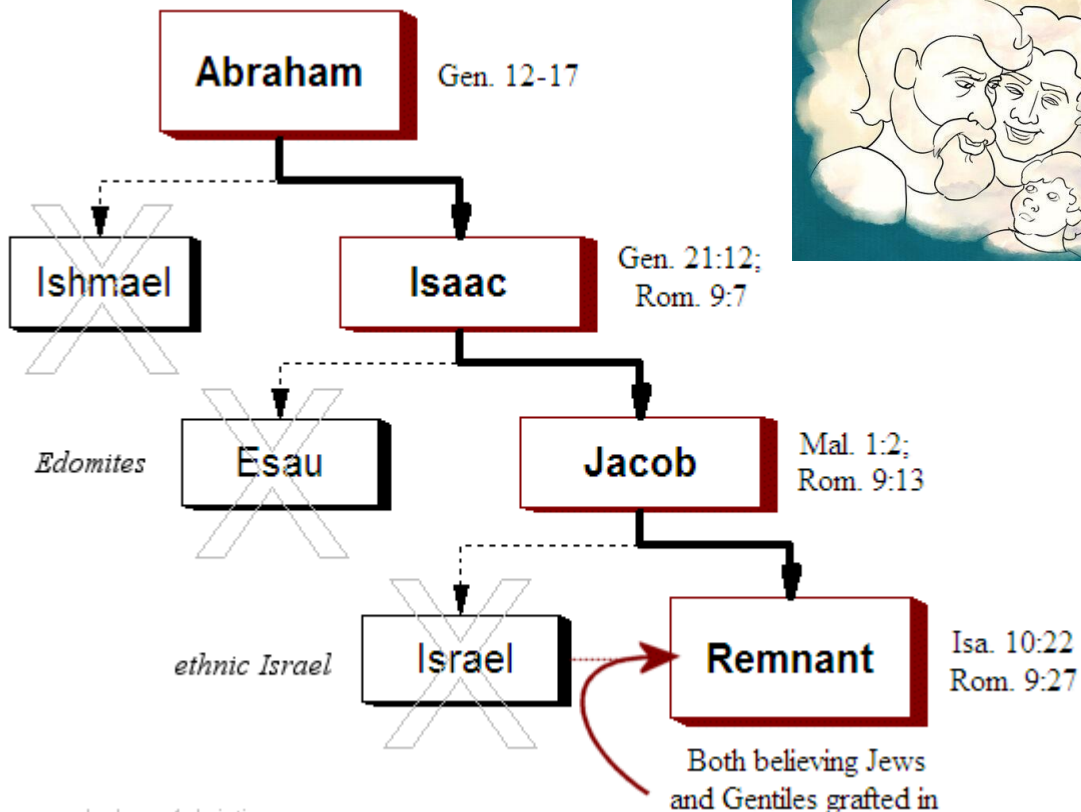 Abraham
Gen. 12-17
Ishmael
Isaac
Gen. 21:12;
Rom. 9:7
Edomites
Esau
Jacob
Mal. 1:2;
Rom. 9:13
ethnic Israel
Israel
Remnant
Isa. 10:22
Rom. 9:27
Both believing Jews
and Gentiles grafted in